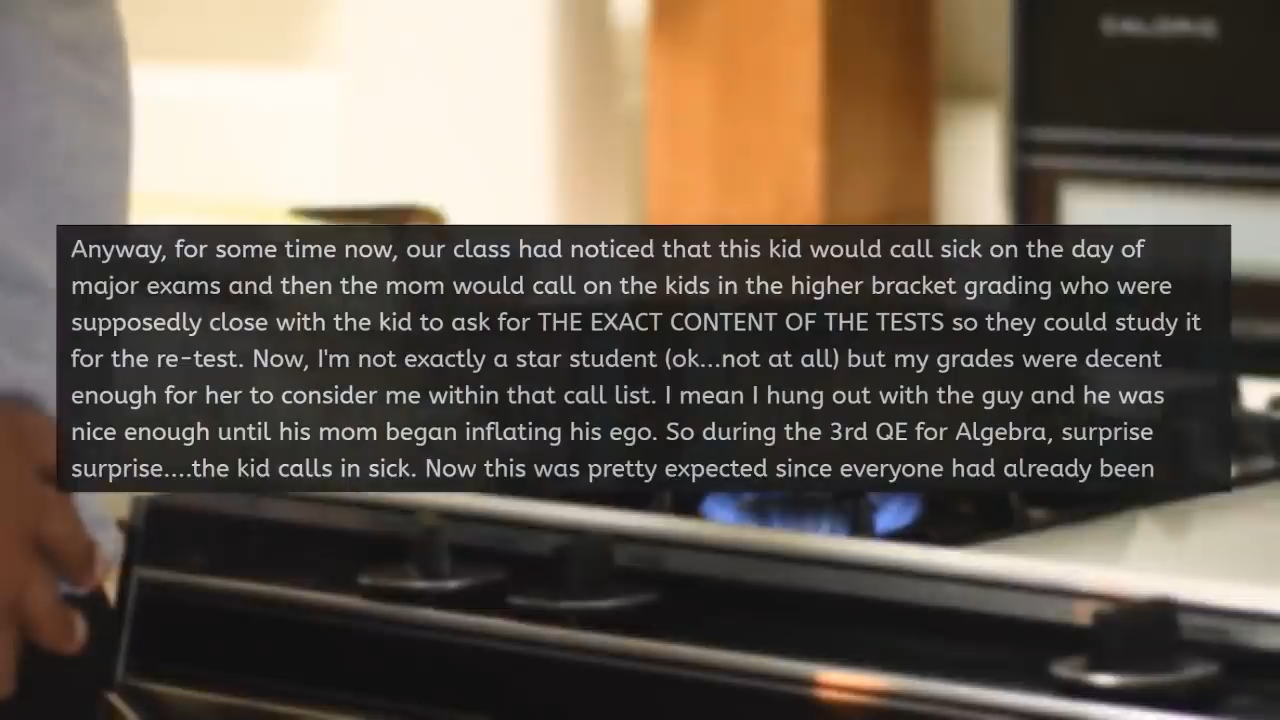 CALORIC
Anyway, for some time now, our class had noticed that this kid would call sick on the day of
major exams and then the mom would call on the kids in the higher bracket grading who were
supposedly close with the kid to ask for THE EXACT CONTENT OF THE TESTS so they could study it
for the re-test. Now, I'm not exactly a star student (ok...not at all) but my grades were decent
enough for her to consider me within that call list. I mean I hung out with the guy and he was
nice enough until his mom began inflating his ego. So during the 3rd QE for Algebra, surprise
surprise....the kid calls in sick. Now this was pretty expected since everyone had already been